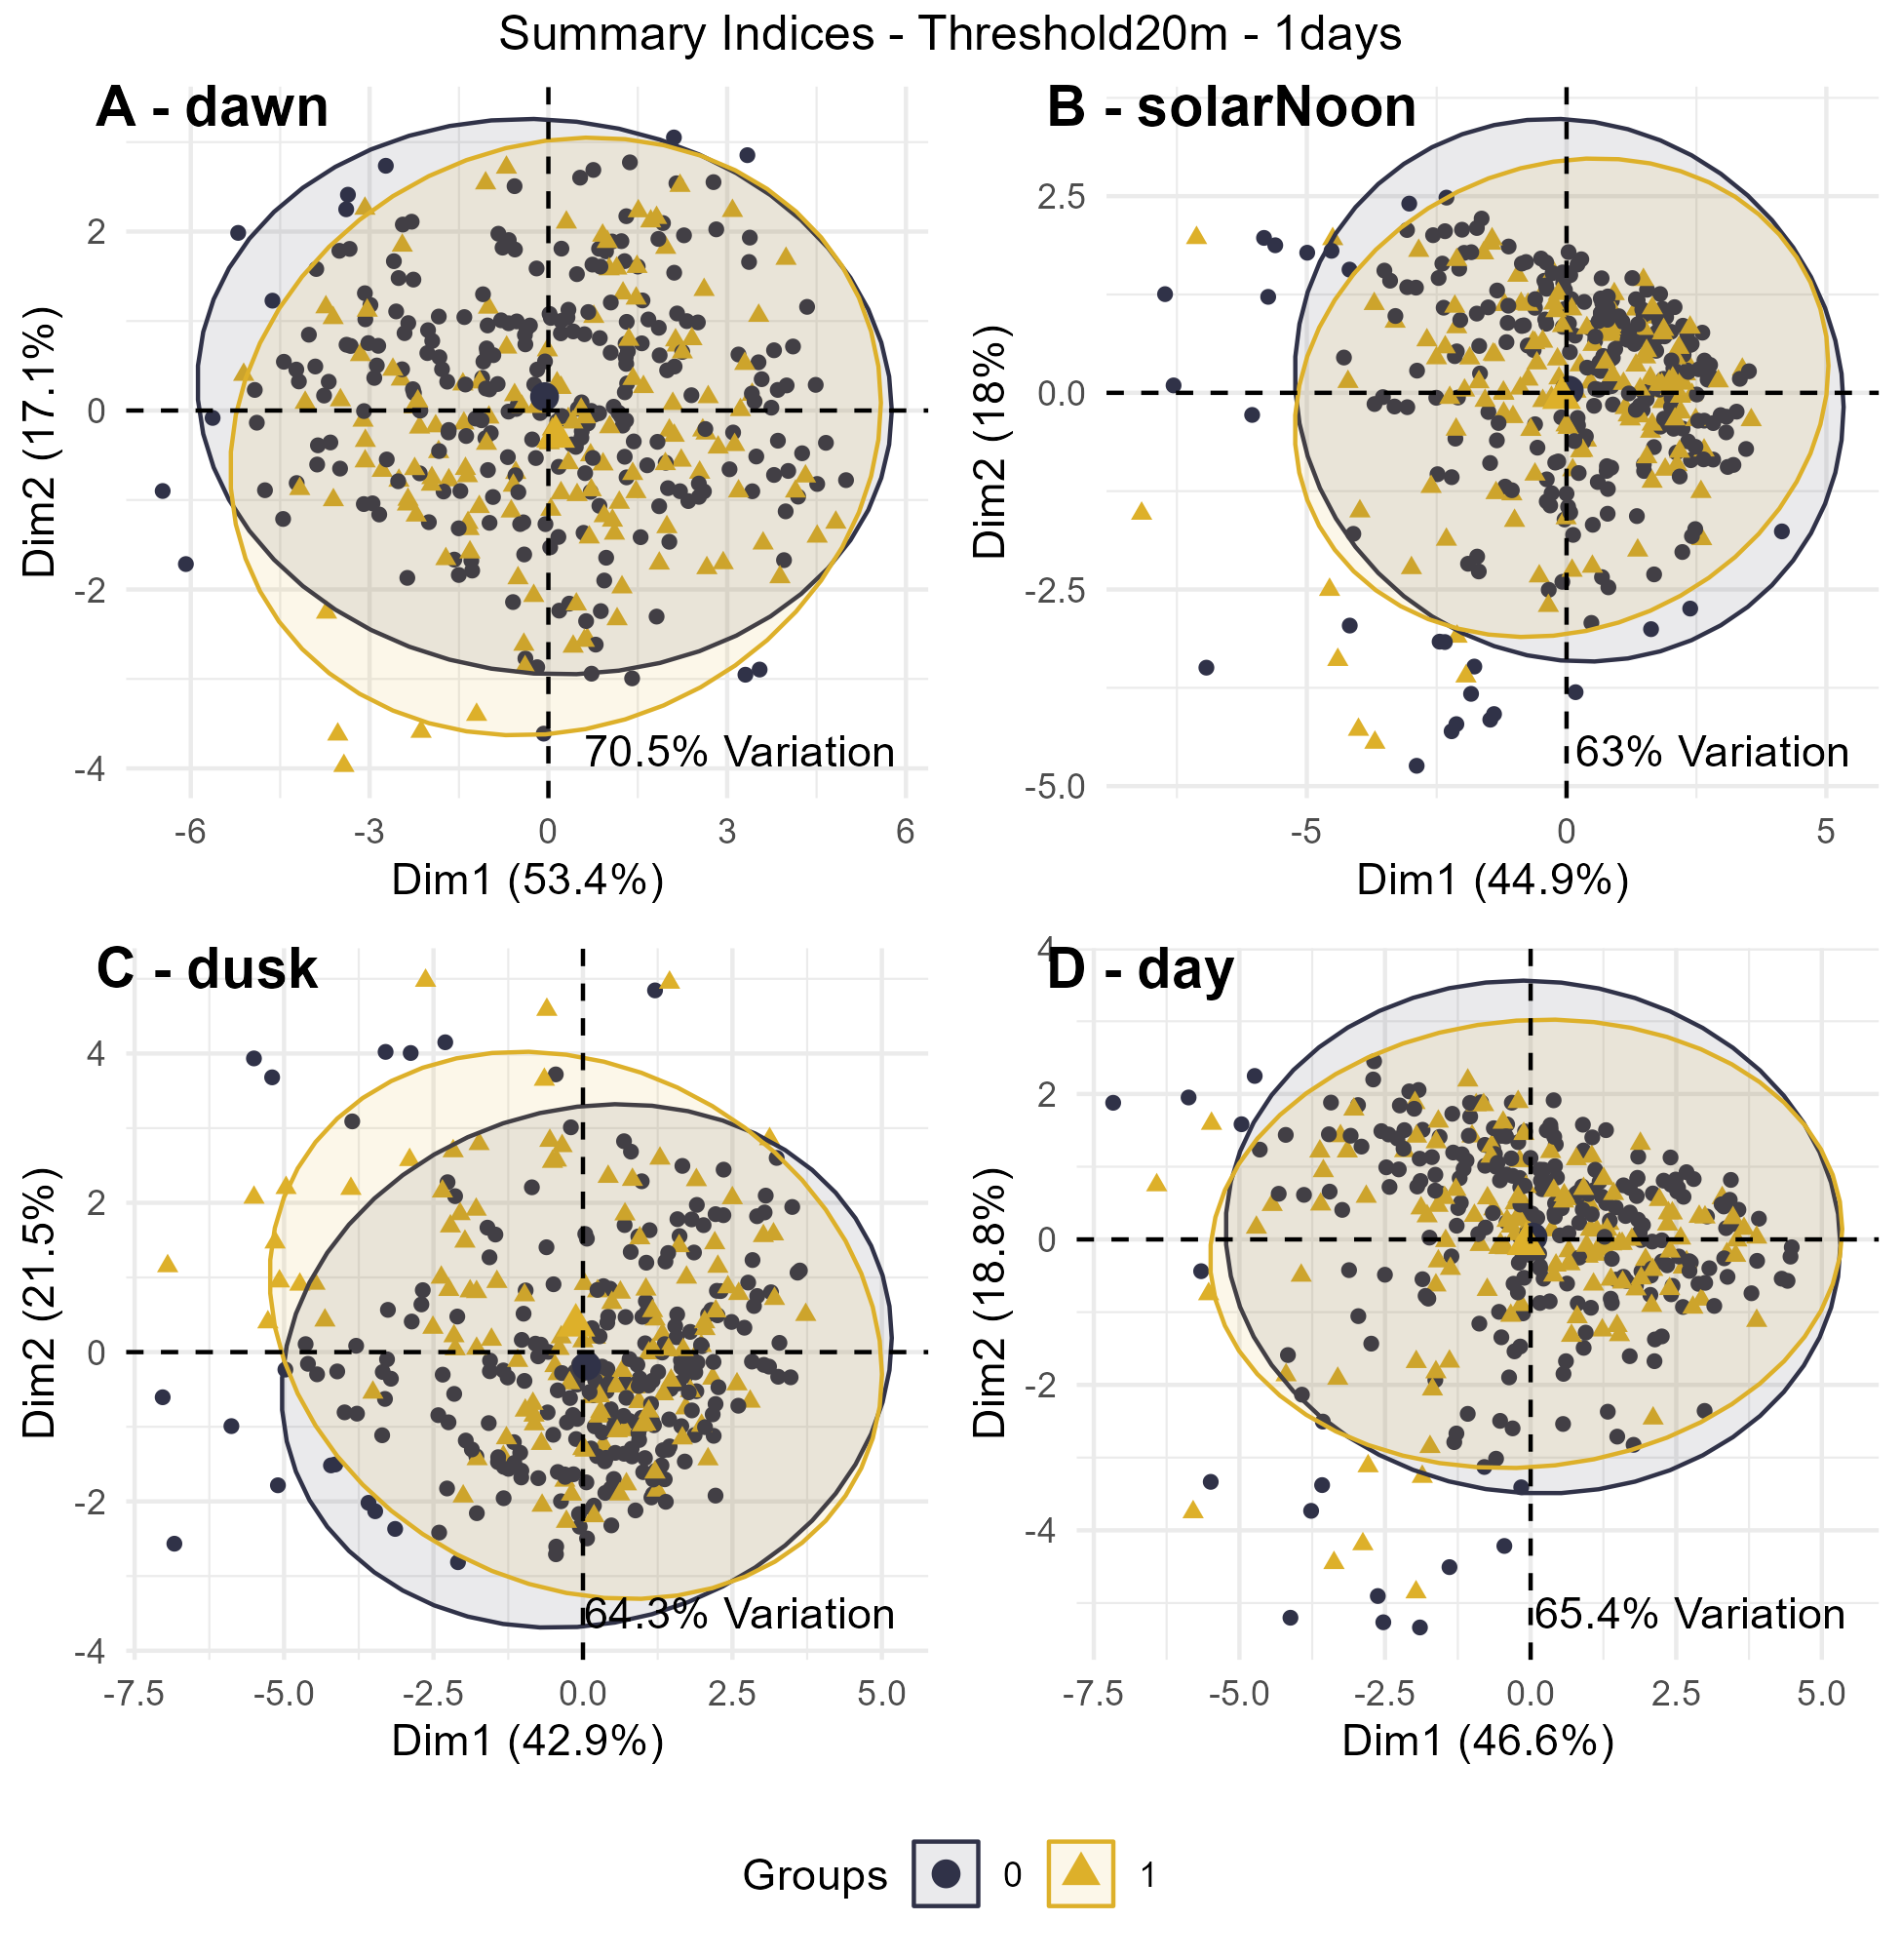 Summary Indices - Threshold20m - 1days
A - dawn
2
0
-2
-4
Dim2 (17.1%)
70.5% Variation
-6 -3 0 3 6
Dim1 (53.4%)
B - solarNoon
2.5
0.0
-2.5
-5.0
Dim2 (18%)
63% Variation
-5 0 5
Dim1 (44.9%)
C - dusk
4
2
0
-2
-4
Dim2 (21.5%)
64.3% Variation
-7.5 -5.0 -2.5 0.0 2.5 5.0
Dim1 (42.9%)
D - day
4
2
0
-2
-4
Dim2 (18.8%)
65.4% Variation
-7.5 -5.0 -2.5 0.0 2.5 5.0
Dim1 (46.6%)
Groups 0 1